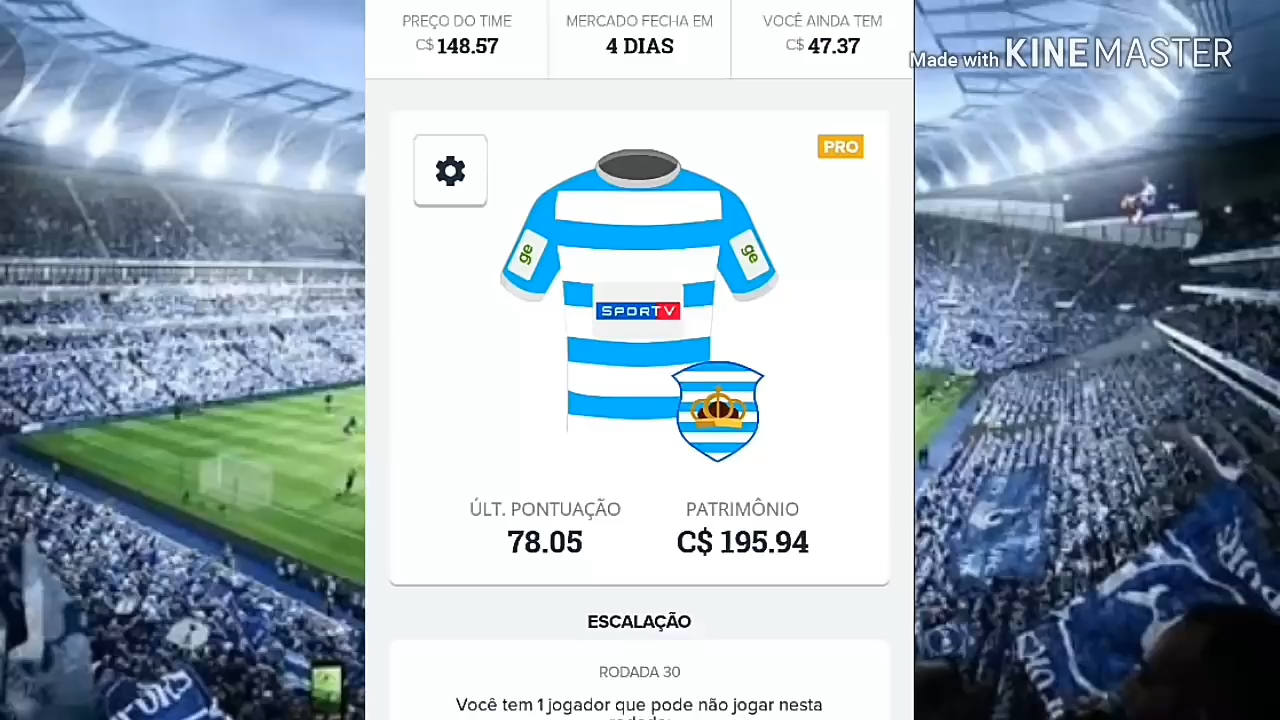 PREÇO DO TIME
C$ 148.57
MERCADO FECHA EM
4 DIAS
VOCÊ AINDA TEM
C$ 47.37
Made with KINEMASTER
PRO
ge
ge
SPORTV
ÚLT. PONTUAÇÃO
78.05
PATRIMÔNIO
C$ 195.94
ESCALAÇÃO
RODADA 30
Você tem 1 jogador que pode não jogar nesta